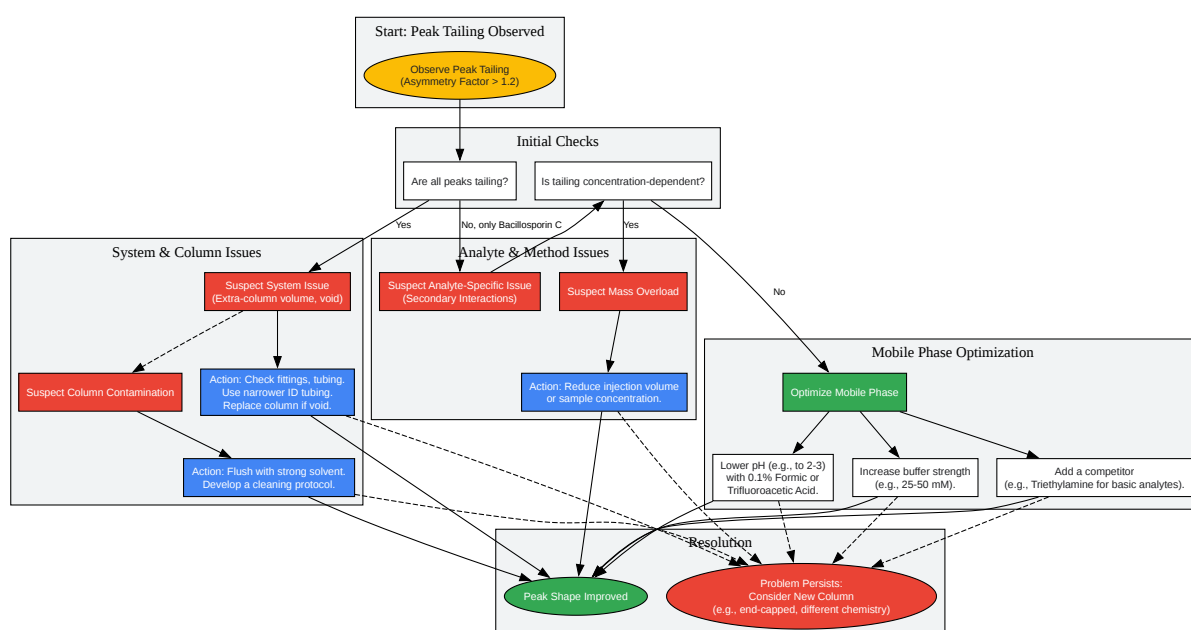 Start: Peak Tailing Observed
Observe Peak Tailing
(Asymmetry Factor > 1.2)
Initial Checks
Are all peaks tailing?
Is tailing concentration-dependent?
Yes
No, only Bacillosporin C
Yes
System & Column Issues
Analyte & Method Issues
Suspect System Issue
(Extra-column volume, void)
Suspect Analyte-Specific Issue
(Secondary Interactions)
Suspect Mass Overload
No
Mobile Phase Optimization
Suspect Column Contamination
Action: Check fittings, tubing.
Use narrower ID tubing.
Replace column if void.
Action: Reduce injection volume
or sample concentration.
Optimize Mobile Phase
Action: Flush with strong solvent.
Develop a cleaning protocol.
Lower pH (e.g., to 2-3)
with 0.1% Formic or
Trifluoroacetic Acid.
Increase buffer strength
(e.g., 25-50 mM).
Add a competitor
(e.g., Triethylamine for basic analytes).
Resolution
Peak Shape Improved
Problem Persists:
Consider New Column
(e.g., end-capped, different chemistry)